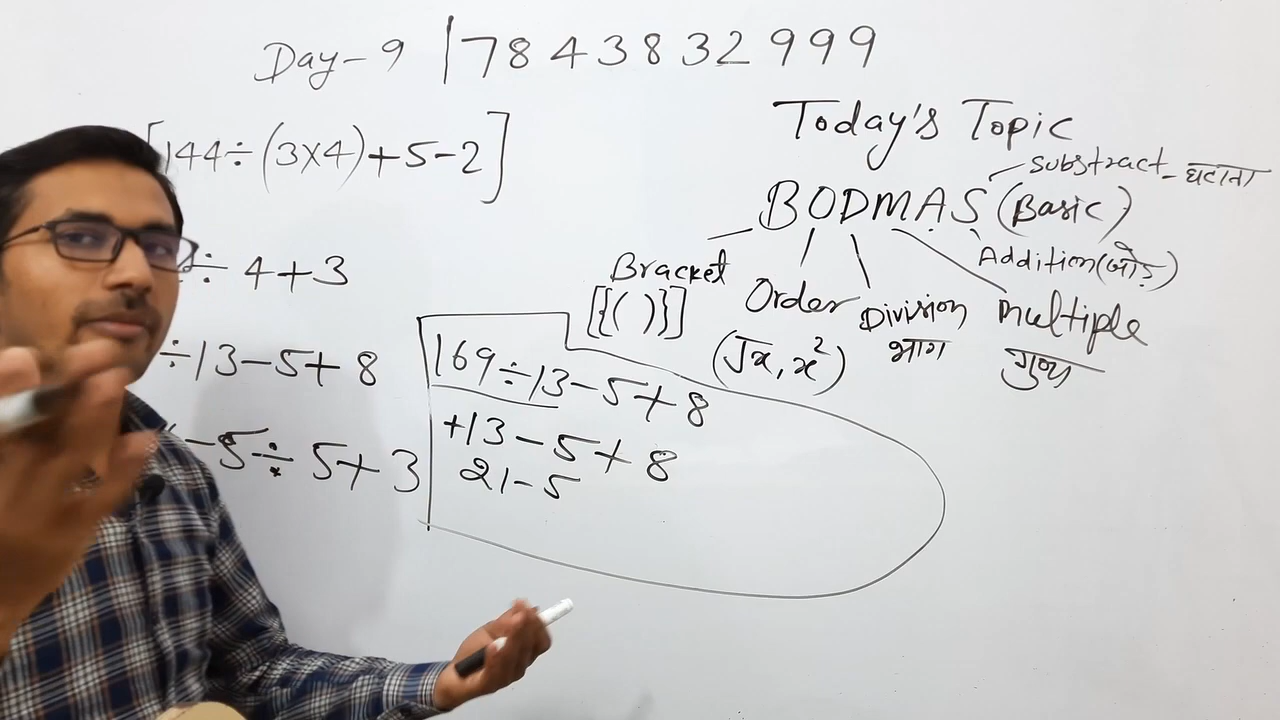 Day-9 | 7843832999
[144÷(3×4)+5-2]
÷ 4+3
÷13-5+8
-5÷5+3
Today's Topic
substract - घटाना
BODMAS (Basic)
Addition (जोड़)
Bracket
[{( )}]
Order
(√x, x²)
Division
भाग
multiple
गुणा
169÷13-5+8
+13-5+8
21-5